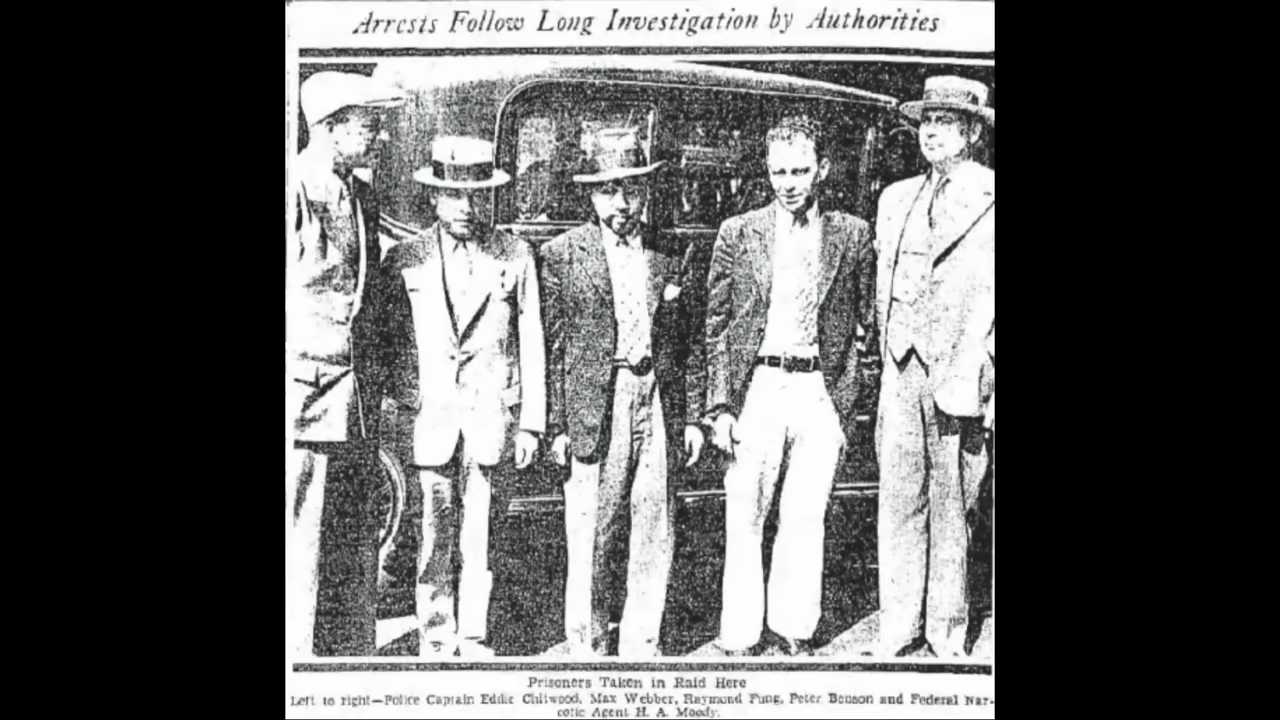 Arrests Follow Long Investigation by Authorities
Prisoners Taken in Raid Here
Left to right—Police Captain Eddie Chitwood, Max Webber, Raymond Fung, Peter Benson and Federal Nar-
cotic Agent H. A. Moody.